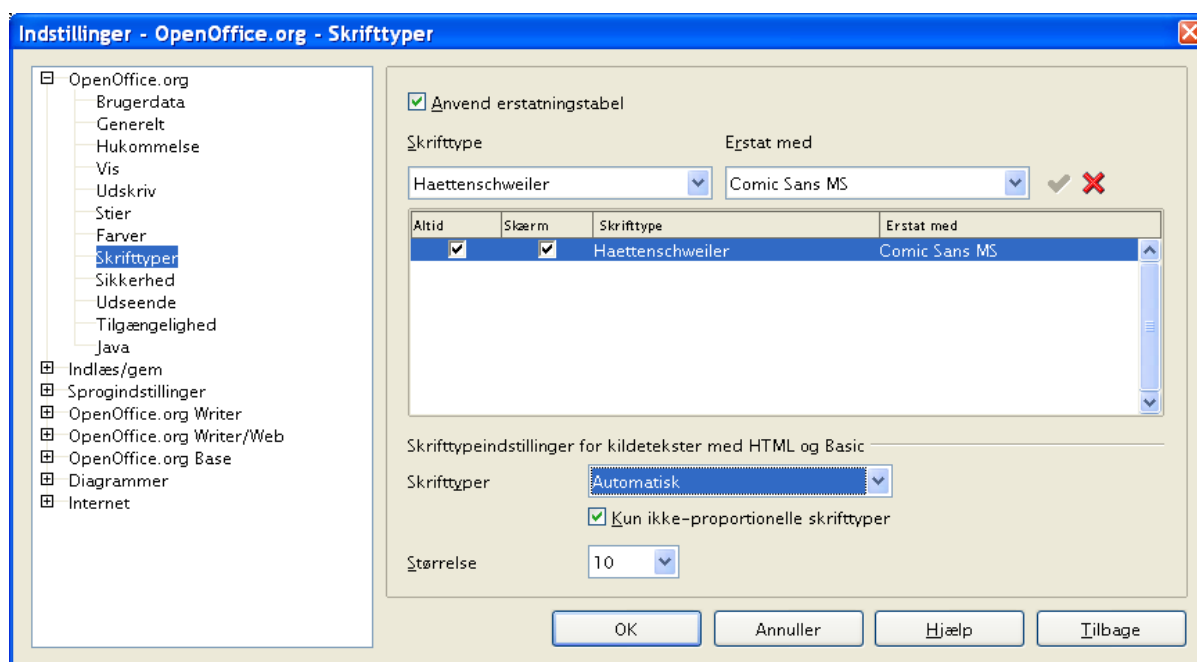 Indstillinger - OpenOffice.org - Skrifttyper
OpenOffice.org
Brugerdata
Generelt
Hukommelse
Vis
Udskriv
Stier
Farver
Skrifttyper
Sikkerhed
Udseende
Tilgængelighed
Java
Indlæs/gem
Sprogindstillinger
OpenOffice.org Writer
OpenOffice.org Writer/Web
OpenOffice.org Base
Diagrammer
Internet
Anvend erstatningstabel
Skrifttype Erstat med
Haettenschweiler Comic Sans MS
Altid Skærm Skrifttype Erstat med
Haettenschweiler Comic Sans MS
Skrifttypeindstillinger for kildetekster med HTML og Basic
Skrifttyper Automatisk
Kun ikke-proportionelle skrifttyper
Størrelse 10
OK Annuller Hjælp Tilbage